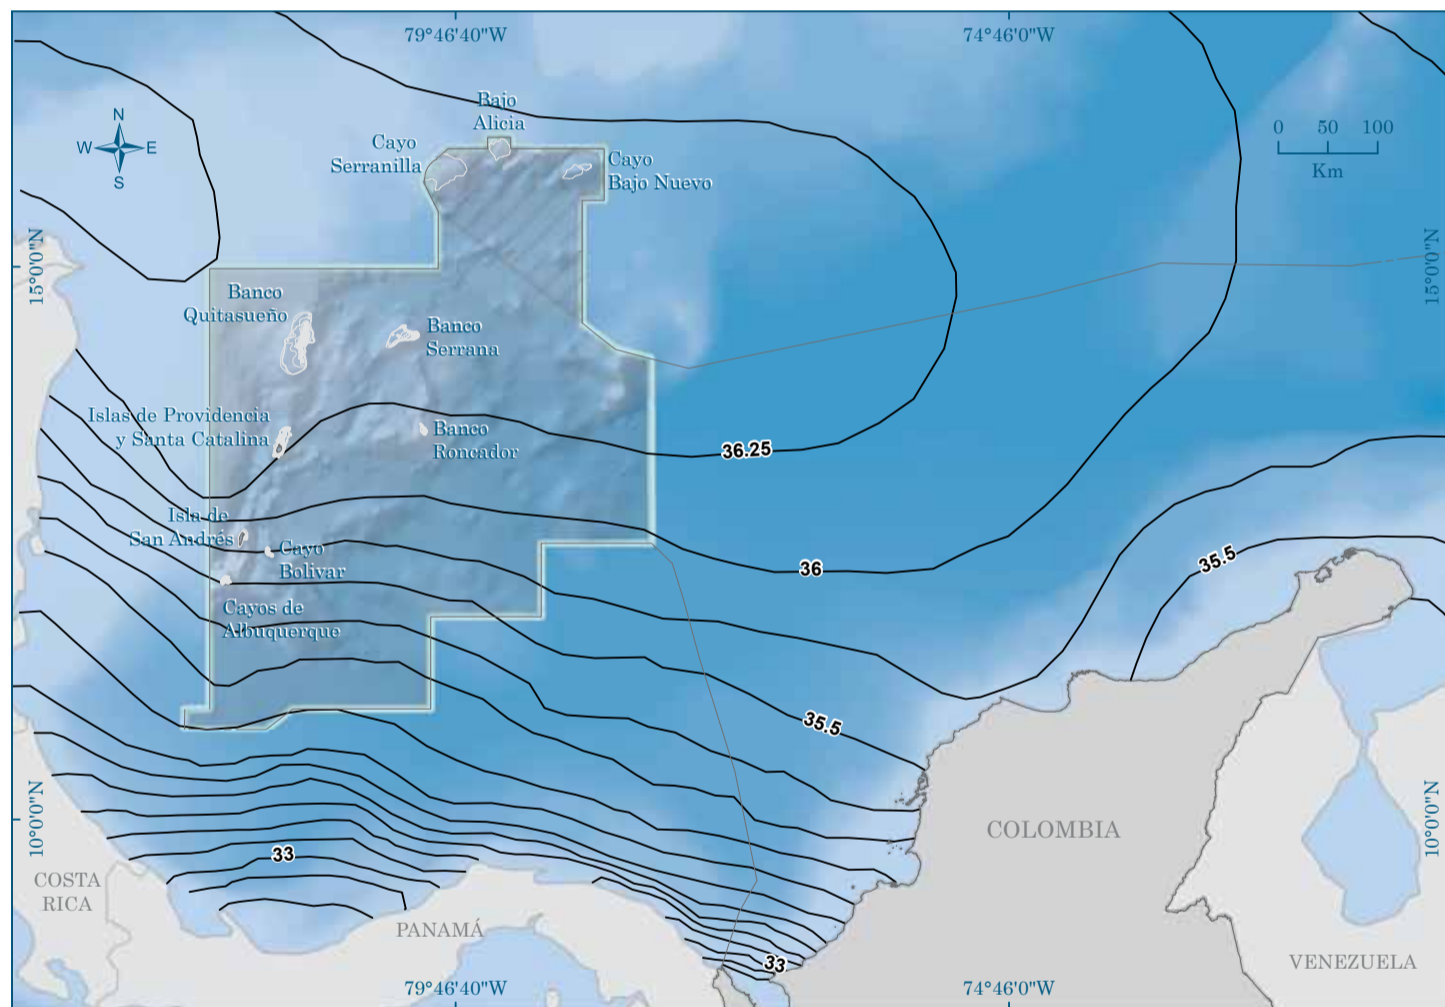 79°46'40"W
74°46'0"W
N
W
E
S
0 50 100
Km
Bajo
Alicia
Cayo
Serranilla
Cayo
Bajo Nuevo
15°0'0"N
15°0'0"N
Banco
Quitasueño
Banco
Serrana
Islas de Providencia
y Santa Catalina
Banco
Roncador
36.25
Isla de
San Andrés
Cayo
Bolivar
36
35.5
Cayos de
Albuquerque
35.5
10°0'0"N
10°0'0"N
COLOMBIA
33
COSTA
RICA
PANAMÁ
33
VENEZUELA
79°46'40"W
74°46'0"W